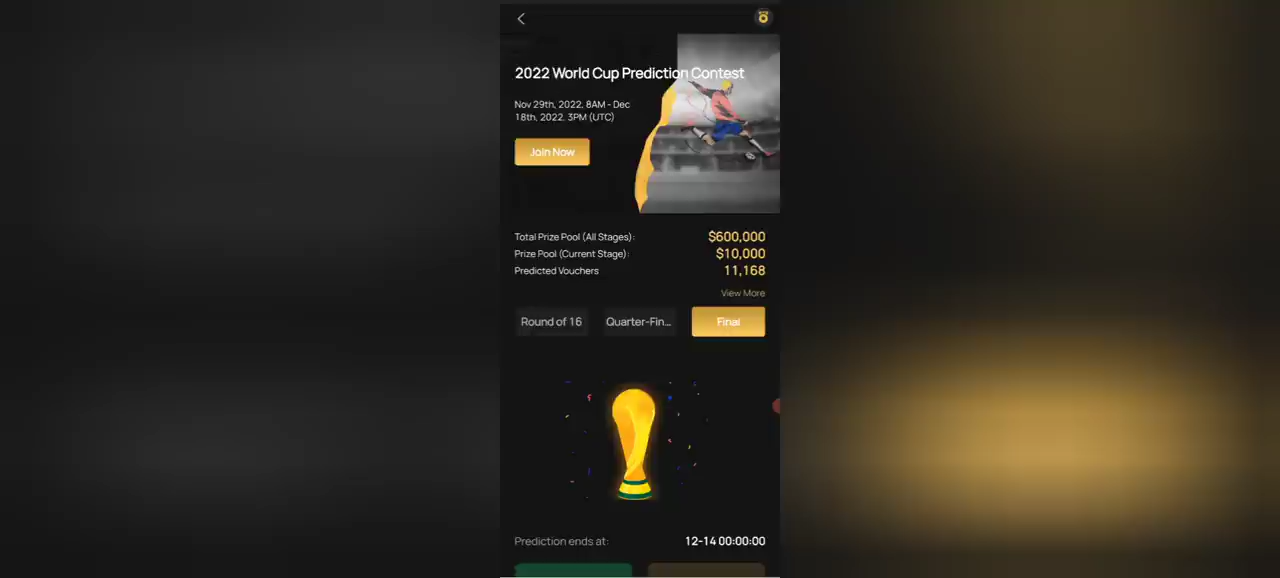 2022 World Cup Prediction Contest
Nov 29th, 2022, 8AM - Dec
18th, 2022, 3PM (UTC)
Join Now
Total Prize Pool (All Stages): $600,000
Prize Pool (Current Stage): $10,000
Predicted Vouchers 11,168
View More
Round of 16 Quarter-Fin... Final
Prediction ends at: 12-14 00:00:00